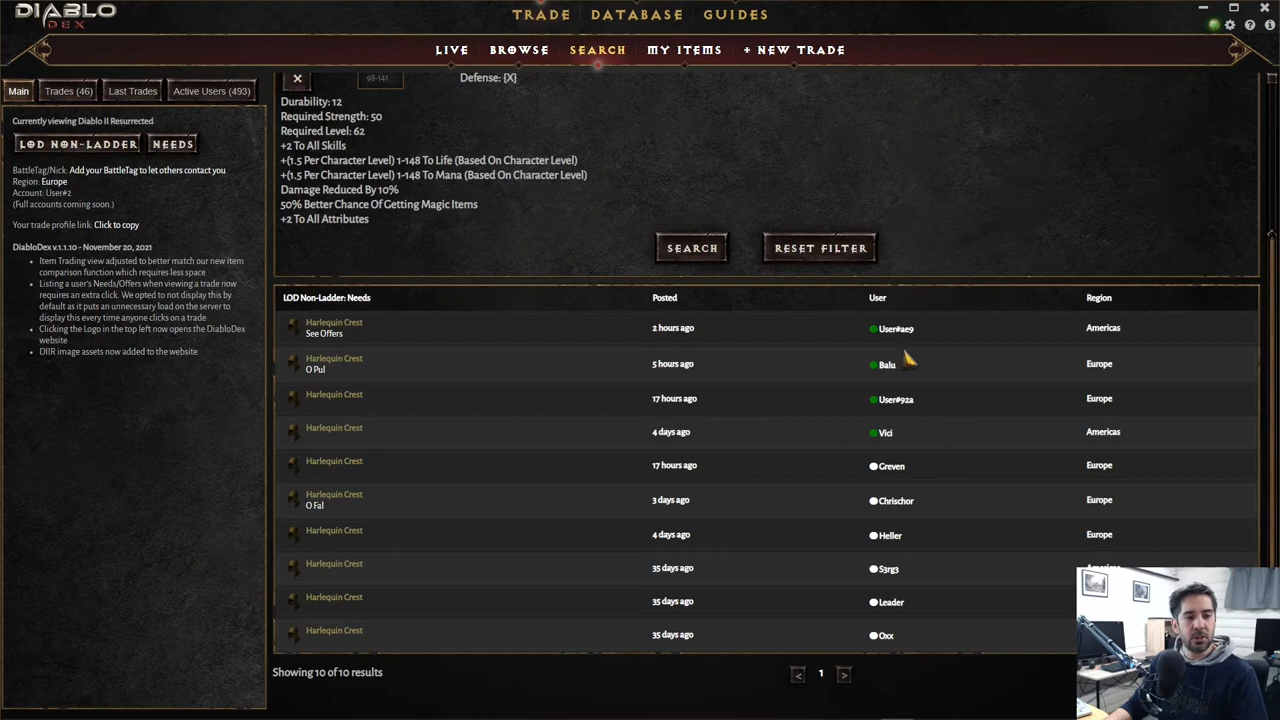 DIABLO
DEX
TRADE DATABASE GUIDES
LIVE BROWSE SEARCH MY ITEMS + NEW TRADE
Main Trades (46) Last Trades Active Users (493)
Currently viewing Diablo II Resurrected
LOD NON-LADDER NEEDS
BattleTag/Nick: Add your BattleTag to let others contact you
Region: Europe
Account: User#2
(Full accounts coming soon.)
Your trade profile link: Click to copy
DiabloDex v.1.1.10 - November 20, 2021
Item Trading view adjusted to better match our new item
comparison function which requires less space
Listing a user's Needs/Offers when viewing a trade now
requires an extra click. We opted to not display this by
default as it puts an unnecessary load on the server to
display this every time anyone clicks on a trade
Clicking the Logo in the top left now opens the DiabloDex
website
DIIR image assets now added to the website
X 98-141 Defense: {X}
Durability: 12
Required Strength: 50
Required Level: 62
+2 To All Skills
+(1.5 Per Character Level) 1-148 To Life (Based On Character Level)
+(1.5 Per Character Level) 1-148 To Mana (Based On Character Level)
Damage Reduced By 10%
50% Better Chance Of Getting Magic Items
+2 To All Attributes
SEARCH RESET FILTER
LOD Non-Ladder: Needs Posted User Region
Harlequin Crest
See Offers
2 hours ago User#ae9 Americas
Harlequin Crest
O Pul
5 hours ago Balu Europe
Harlequin Crest 17 hours ago User#92a Europe
Harlequin Crest 4 days ago Vici Americas
Harlequin Crest 17 hours ago Greven Europe
Harlequin Crest
O Fal
3 days ago Chrischor Europe
Harlequin Crest 4 days ago Heller Europe
Harlequin Crest 35 days ago S3rg3
Harlequin Crest 35 days ago Leader
Harlequin Crest 35 days ago Oxx
Showing 10 of 10 results < 1 >